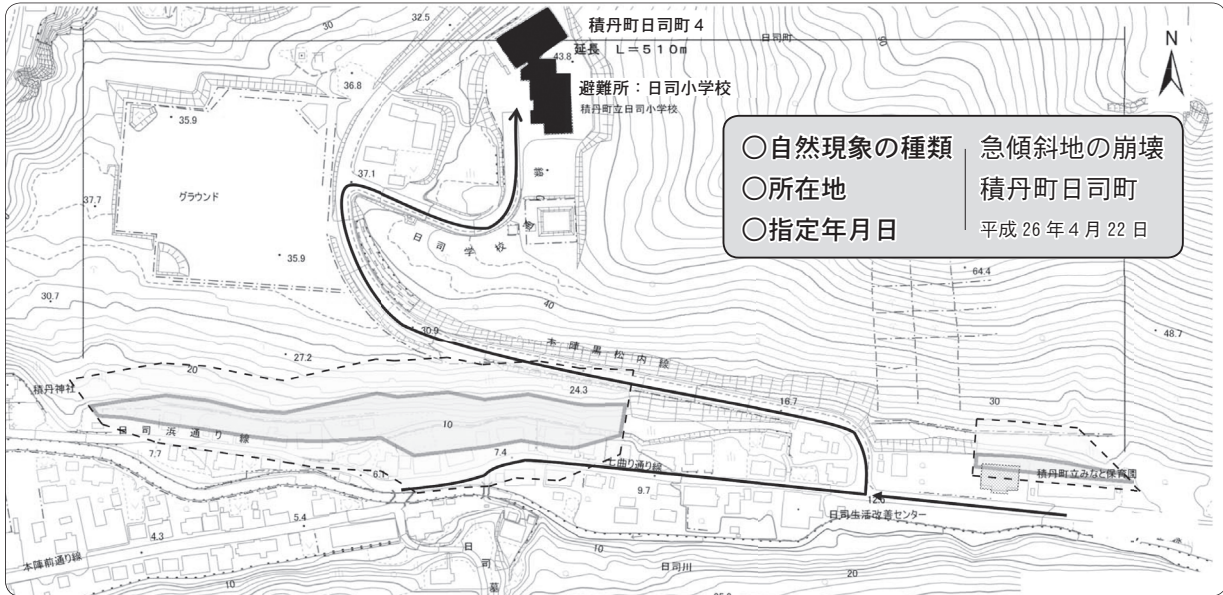 32.5
30
積丹町日司町4
延長 L=510m
43.8
日司町
60
N
36.8
避難所：日司小学校
積丹町立日司小学校
35.9
○自然現象の種類 急傾斜地の崩壊
○所在地 積丹町日司町
○指定年月日 平成26年4月22日
37.1
グラウンド
37.7
日司学校
線
35.9
64.4
30.7
40
30.9
48.7
本陣黒松内線
27.2
20
積丹神社
24.3
16.7
30
10
日司浜通り線
7.7
7.4
6.1
七曲り通り線
積丹町立みなと保育園
9.7
日司生活改善センター
5.4
4.3
本陣前通り線
10
日司墓
日司川
10
20